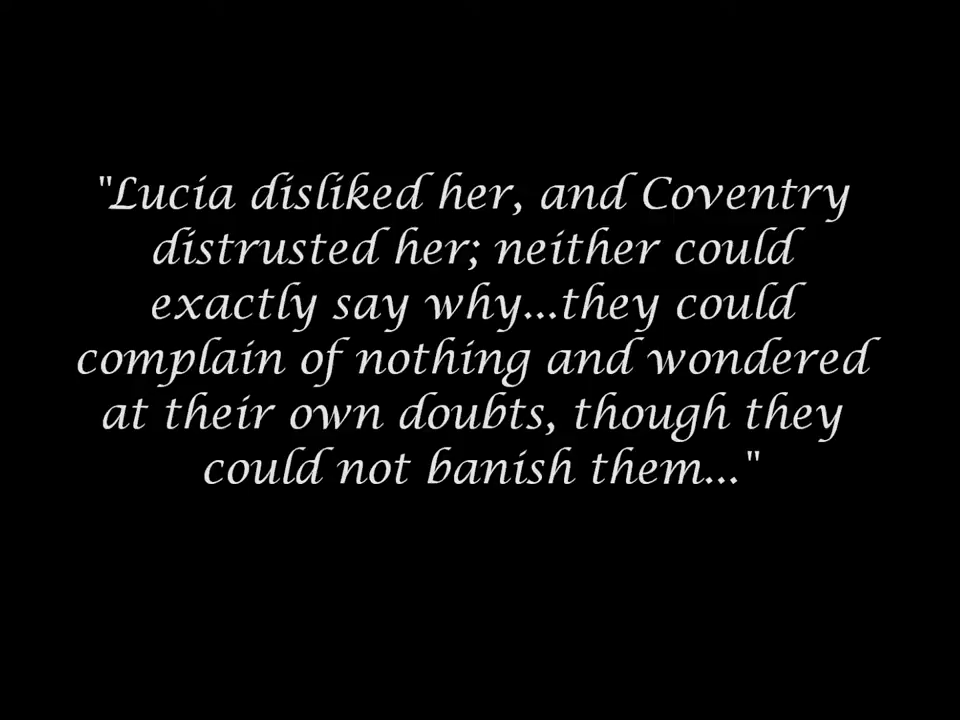 "Lucia disliked her, and Coventry
distrusted her; neither could
exactly say why...they could
complain of nothing and wondered
at their own doubts, though they
could not banish them..."